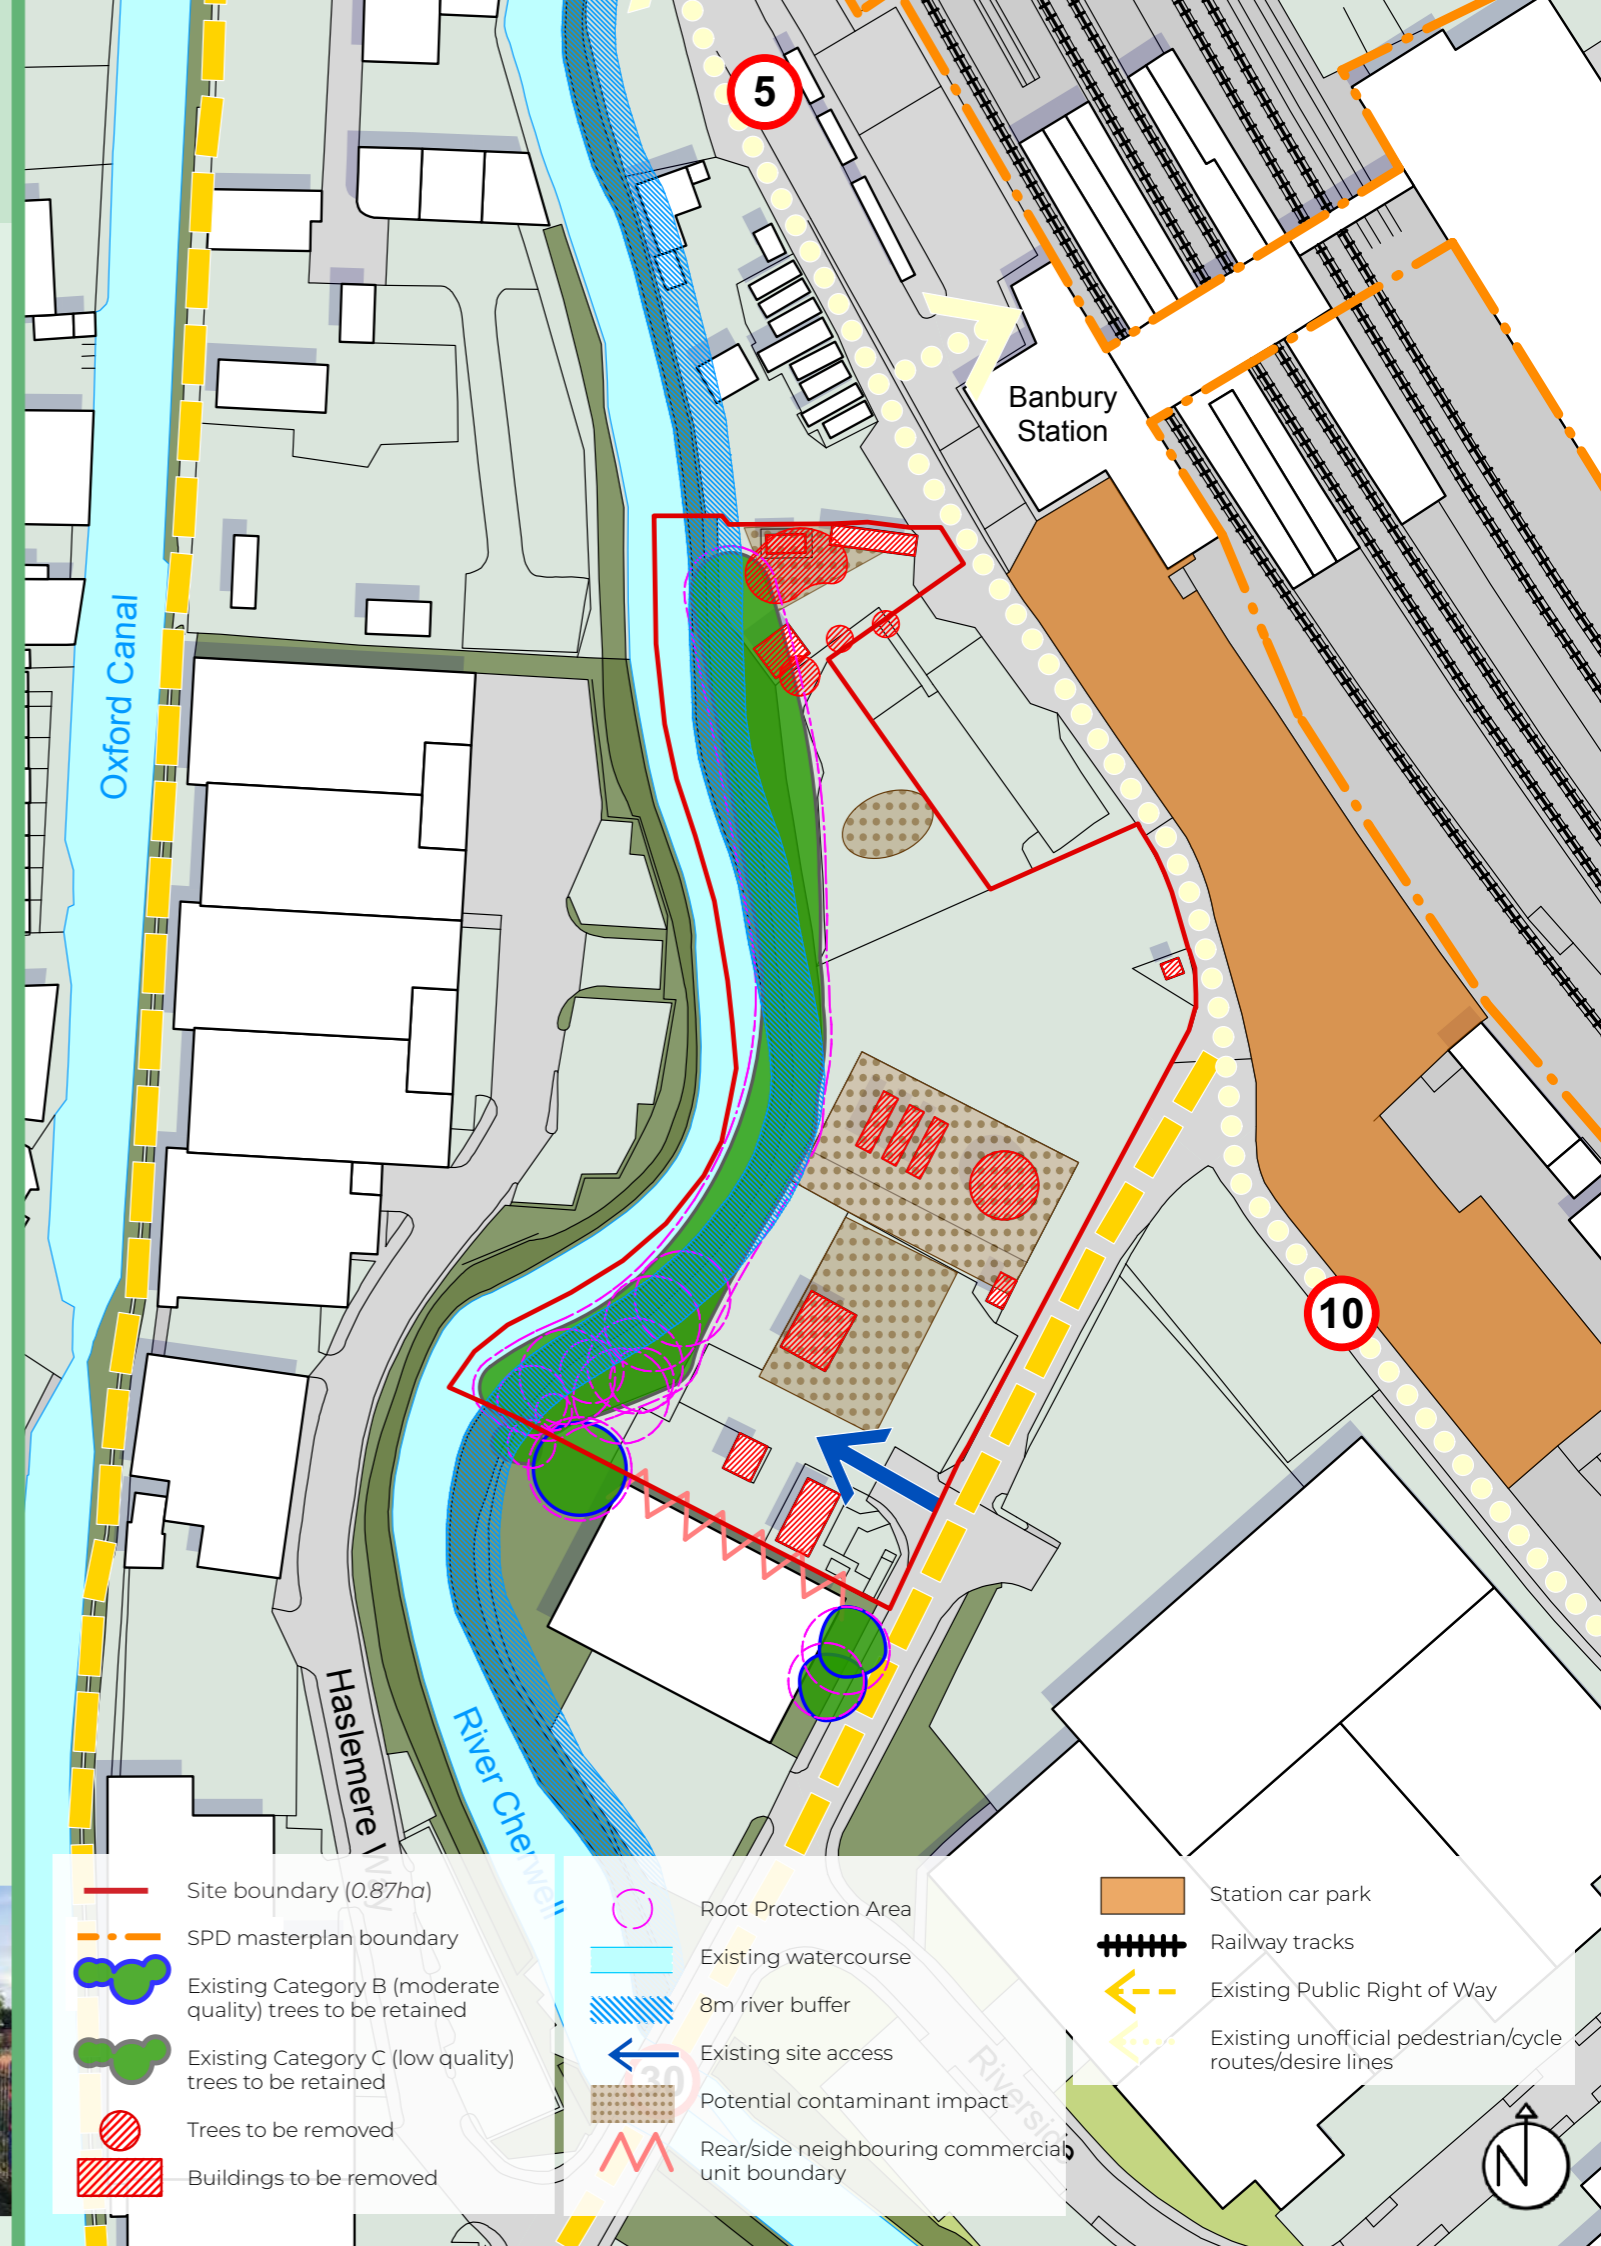 5
Banbury
Station
Oxford Canal
10
Haslemere Way
River Cherwell
30
Riverside
Site boundary (0.87ha)
SPD masterplan boundary
Existing Category B (moderate
quality) trees to be retained
Existing Category C (low quality)
trees to be retained
Trees to be removed
Buildings to be removed
Root Protection Area
Existing watercourse
8m river buffer
Existing site access
Potential contaminant impact
Rear/side neighbouring commercial
unit boundary
Station car park
Railway tracks
Existing Public Right of Way
Existing unofficial pedestrian/cycle
routes/desire lines
N